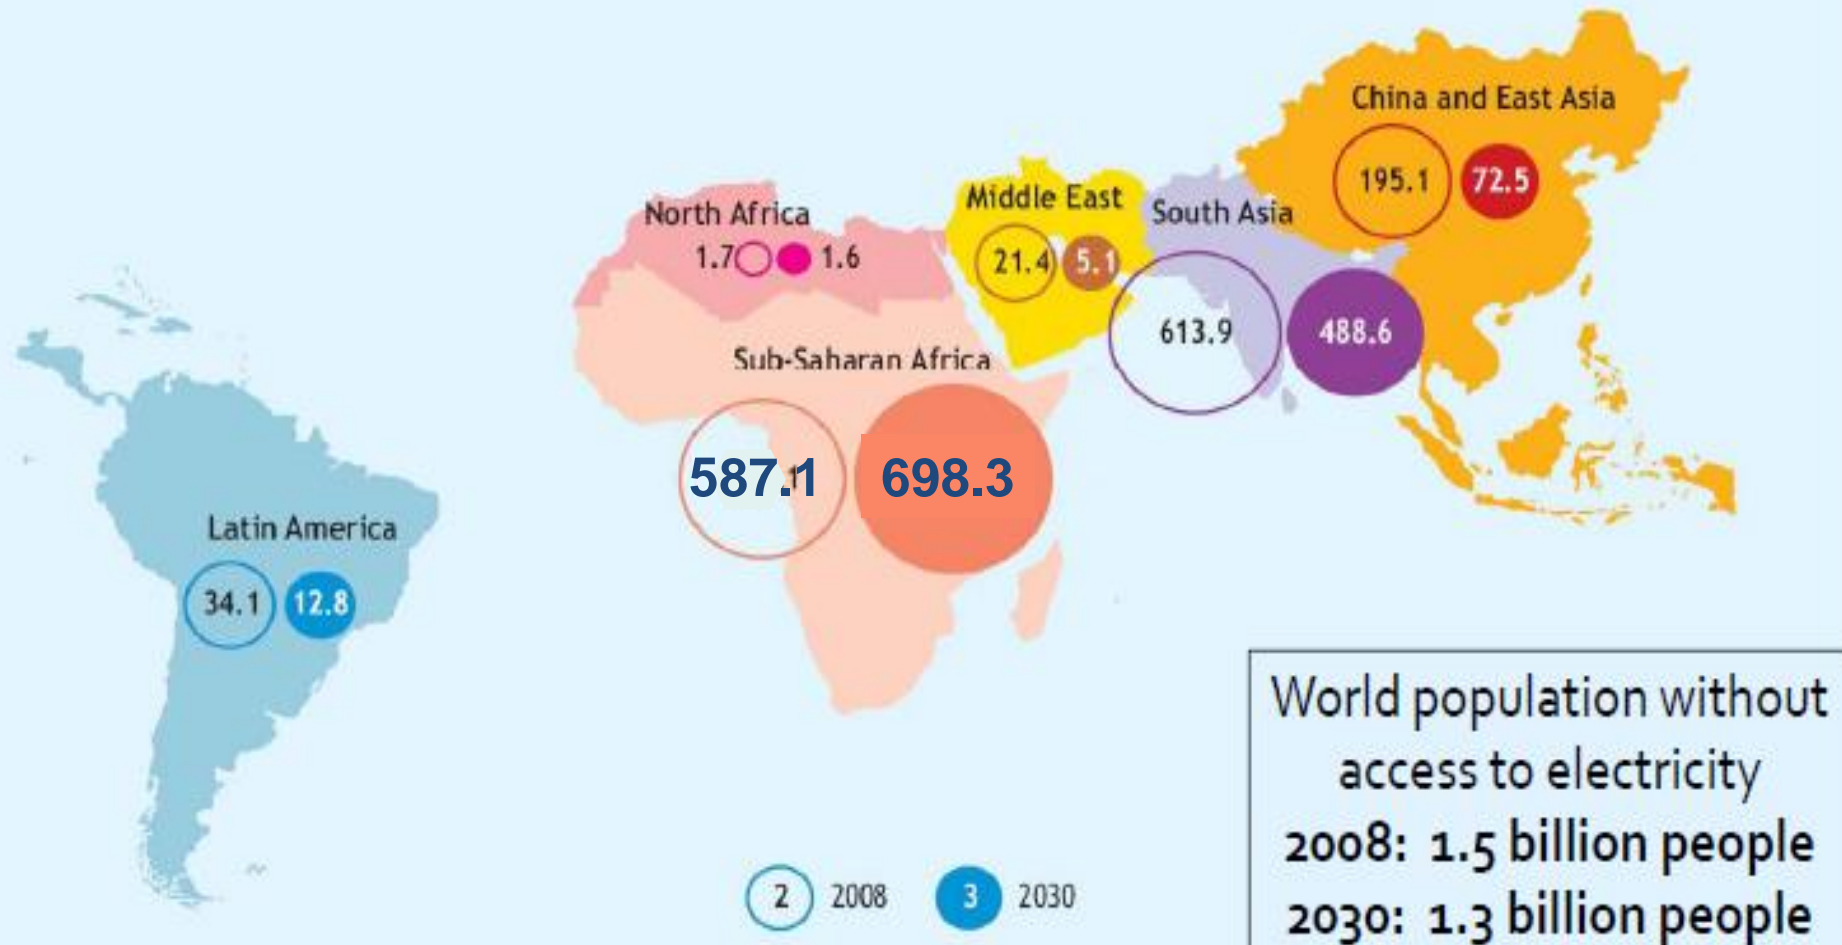 China and East Asia
195.1 72.5
Middle East
21.4 5.1
South Asia
613.9 488.6
North Africa
1.7 1.6
Sub-Saharan Africa
587.1 698.3
Latin America
34.1 12.8
2 2008 3 2030
World population without
access to electricity
2008: 1.5 billion people
2030: 1.3 billion people